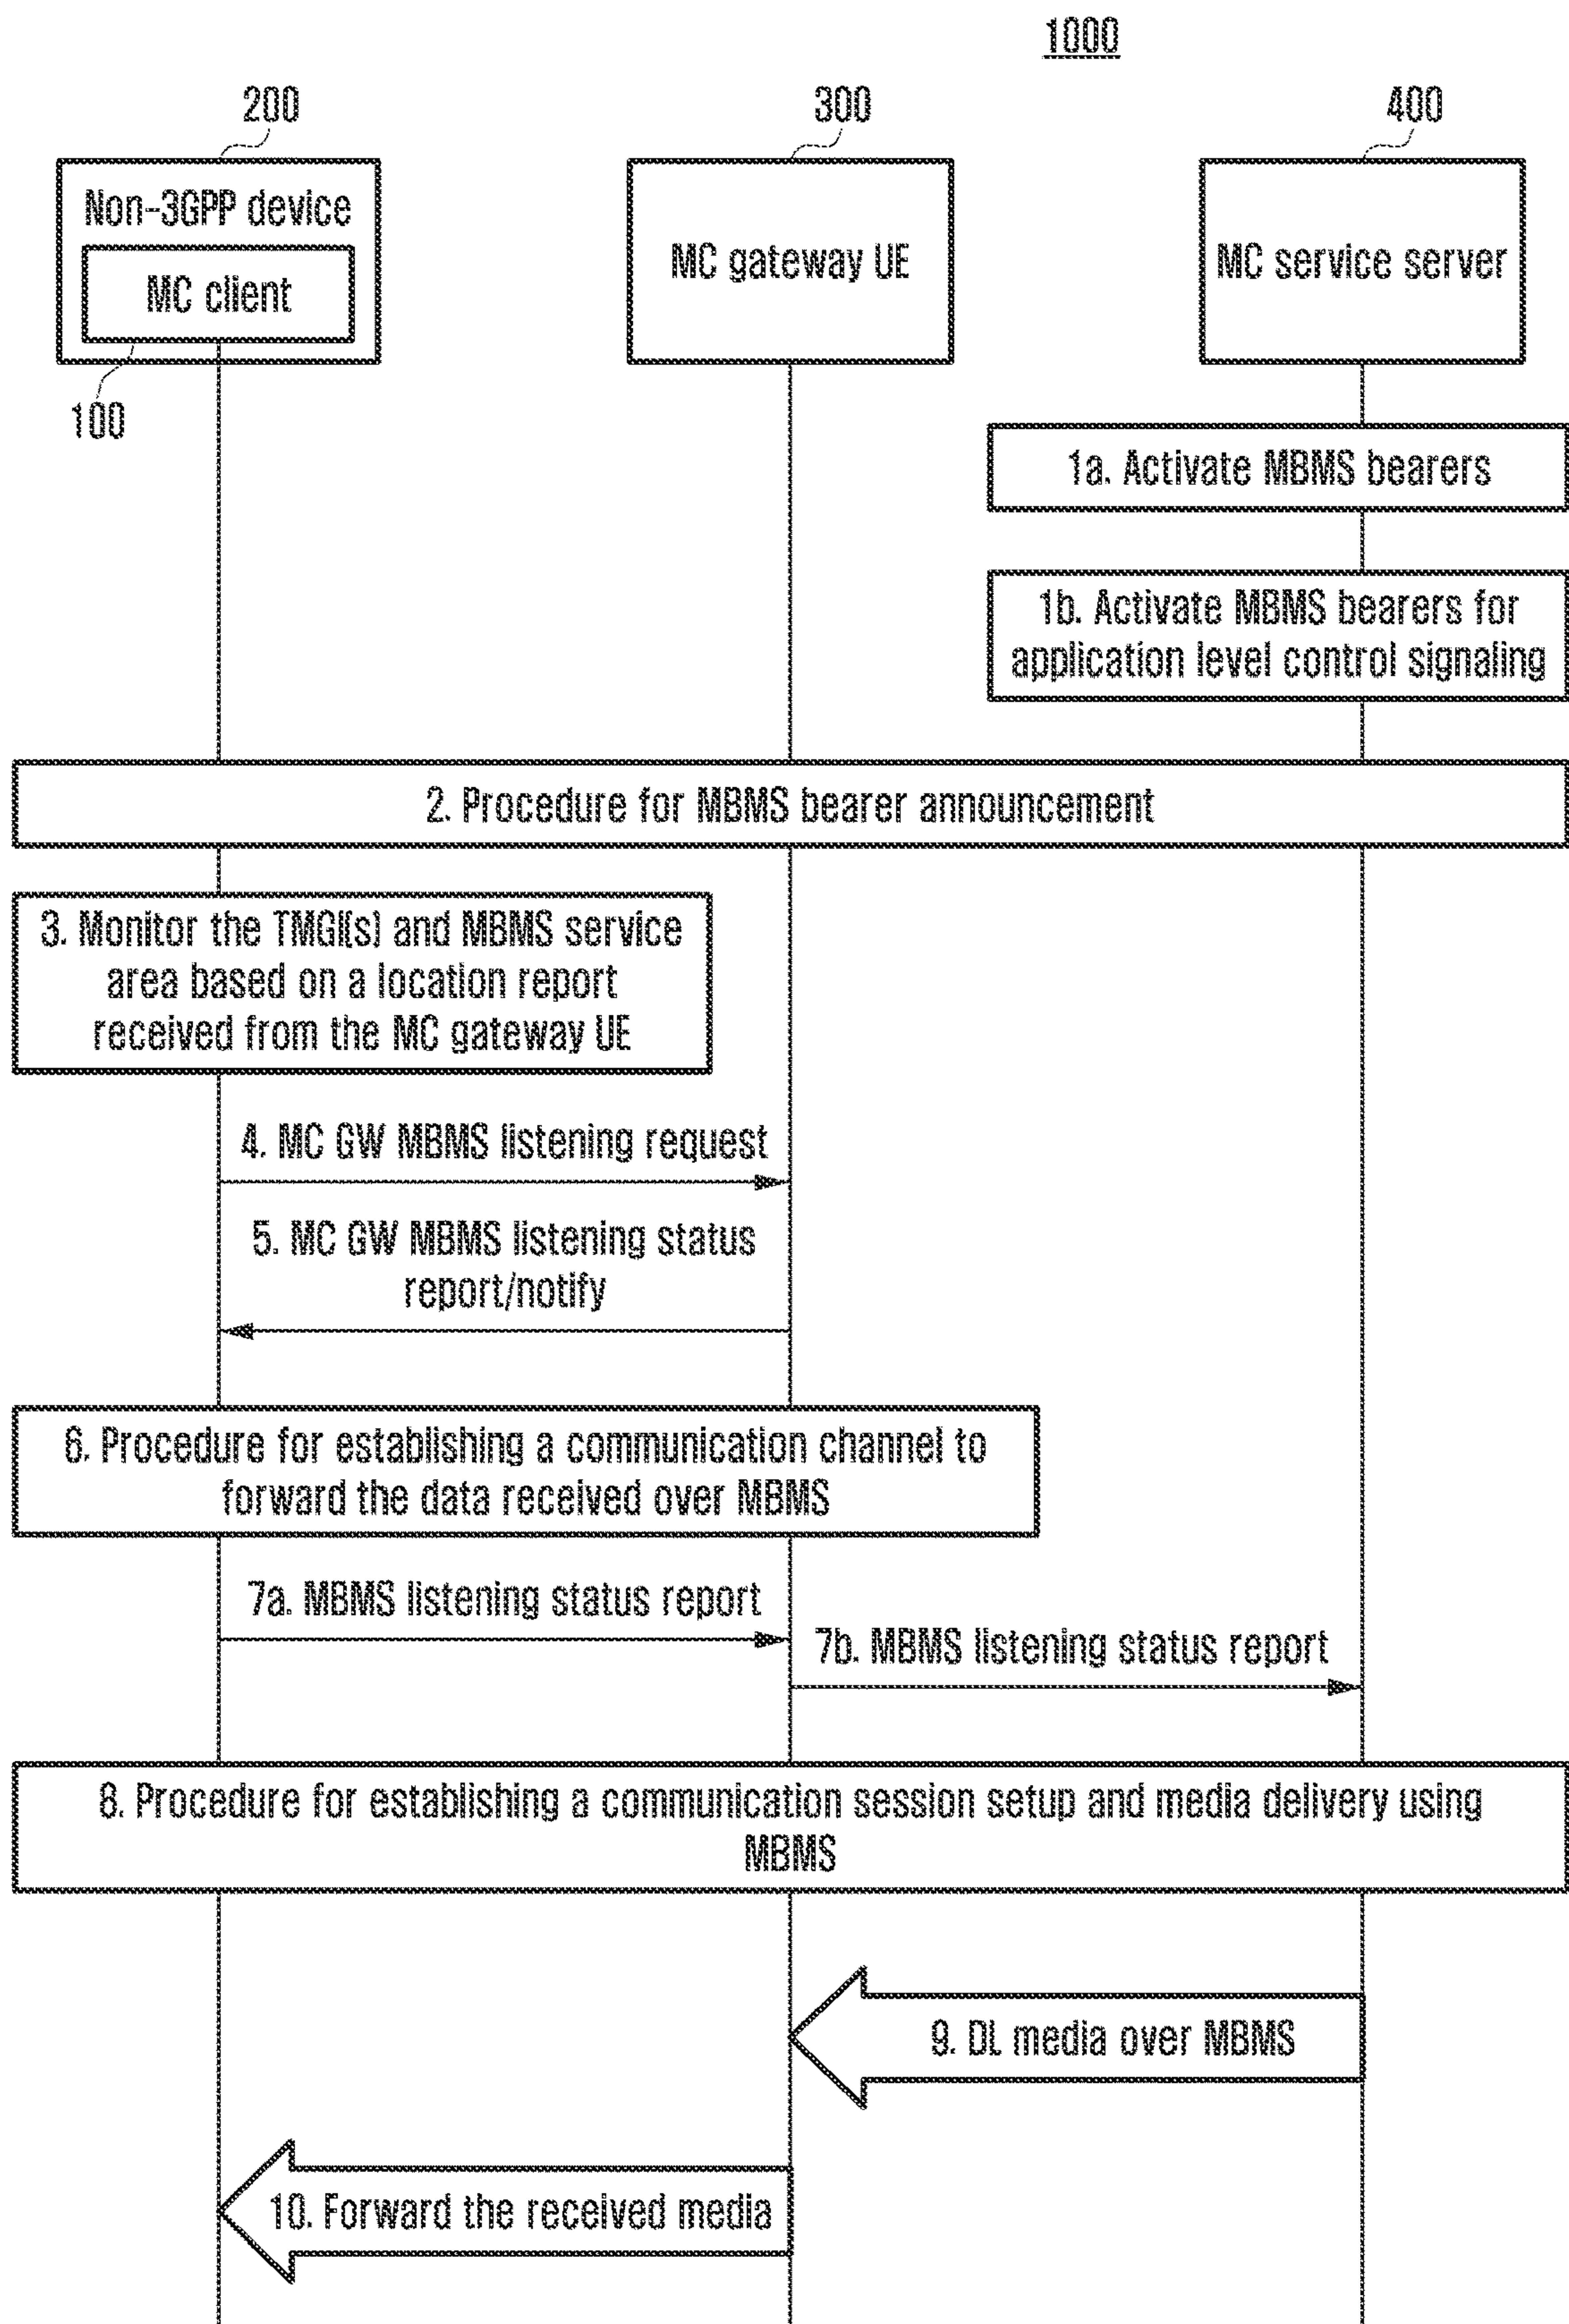 1000
200
300
400
Non-3GPP device
MC client
MC gateway UE
MC service server
100
1a. Activate MBMS bearers
1b. Activate MBMS bearers for
application level control signaling
2. Procedure for MBMS bearer announcement
3. Monitor the TMGI(s) and MBMS service
area based on a location report
received from the MC gateway UE
4. MC GW MBMS listening request
5. MC GW MBMS listening status
report/notify
6. Procedure for establishing a communication channel to
forward the data received over MBMS
7a. MBMS listening status report
7b. MBMS listening status report
8. Procedure for establishing a communication session setup and media delivery using
MBMS
9. DL media over MBMS
10. Forward the received media